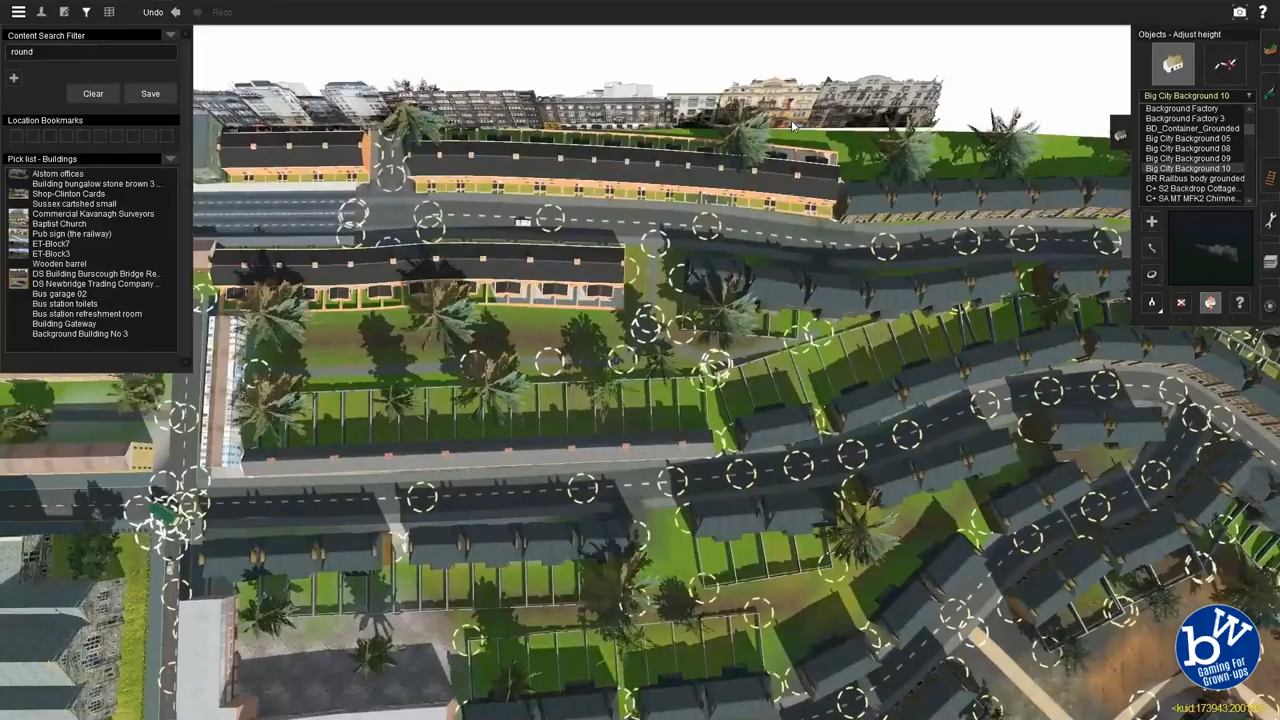 Undo
Redo
Content Search Filter
round
Clear
Save
Location Bookmarks
Pick list - Buildings
Alstom offices
Building bungalow stone brown 3 ...
Shop-Clinton Cards
Sussex cartshed small
Commercial Kavanagh Surveyors
Baptist Church
Pub sign (the railway)
ET-Block7
ET-Block3
Wooden barrel
DS Building Burscough Bridge Re...
DS Newbridge Trading Company ...
Bus garage 02
Bus station toilets
Bus station refreshment room
Building Gateway
Background Building No 3
Objects - Adjust height
Big City Background 10
Background Factory
Background Factory 3
BD_Container_Grounded
Big City Background 05
Big City Background 08
Big City Background 09
Big City Background 10
BR Railbus body grounded
C+ S2 Backdrop Cottage...
C+ SA MT MFK2 Chimne...
bW
Gaming For
Grown-ups